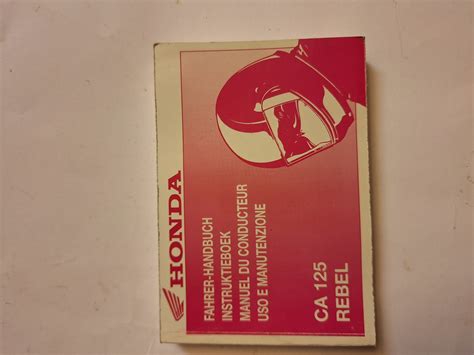 HONDA
FAHRER-HANDBUCH
INSTRUKTIEBOEK
MANUEL DU CONDUCTEUR
USO E MANUTENZIONE
CA 125
REBEL